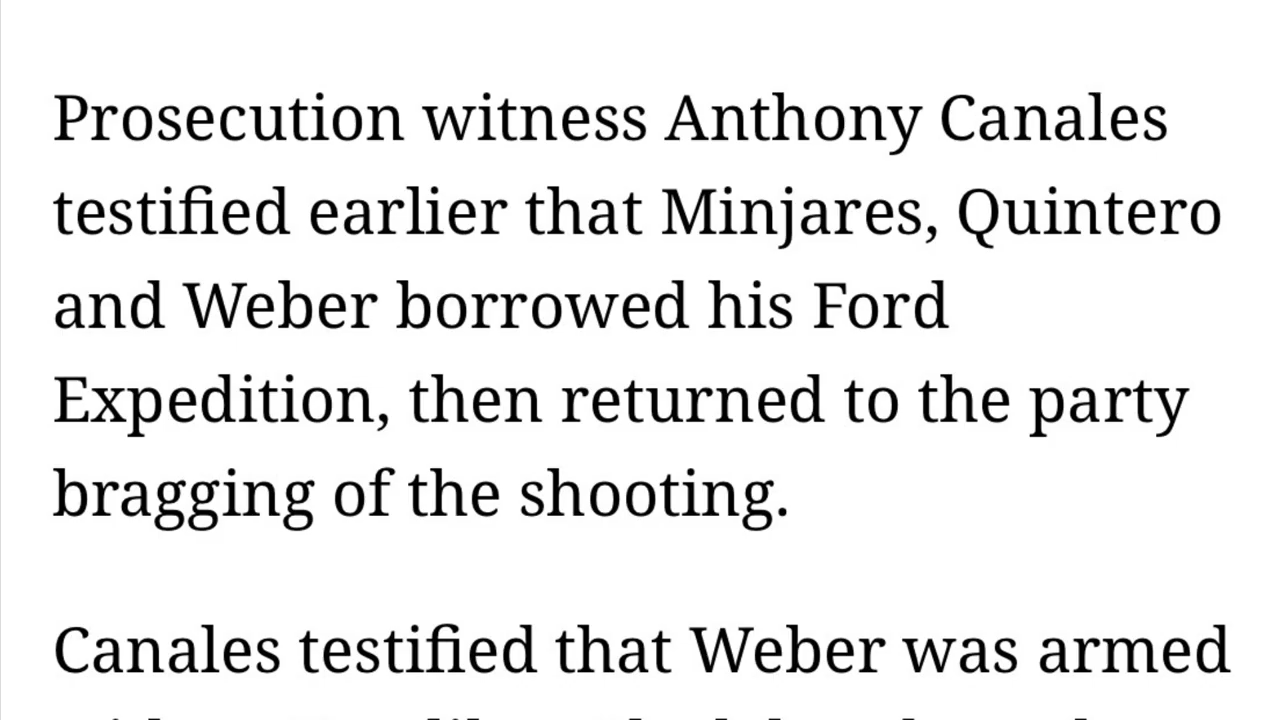 Prosecution witness Anthony Canales
testified earlier that Minjares, Quintero
and Weber borrowed his Ford
Expedition, then returned to the party
bragging of the shooting.
Canales testified that Weber was armed